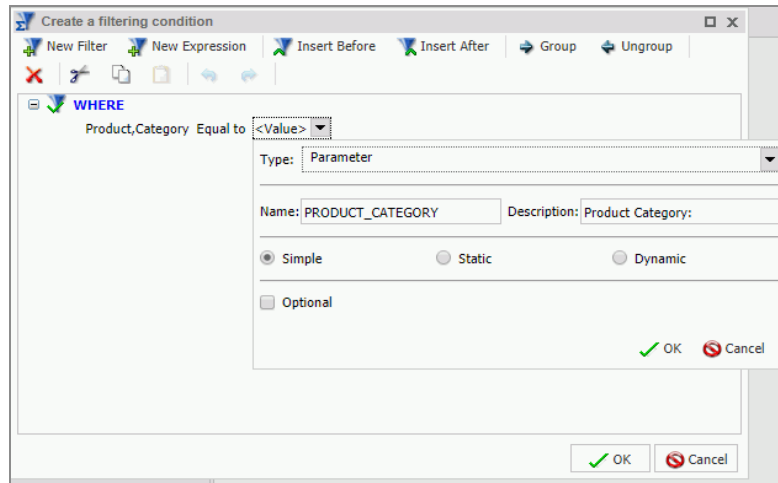 Create a filtering condition
New Filter New Expression Insert Before Insert After Group Ungroup
WHERE
Product,Category Equal to <Value>
Type: Parameter
Name: PRODUCT_CATEGORY Description: Product Category:
Simple Static Dynamic
Optional
OK Cancel
OK Cancel